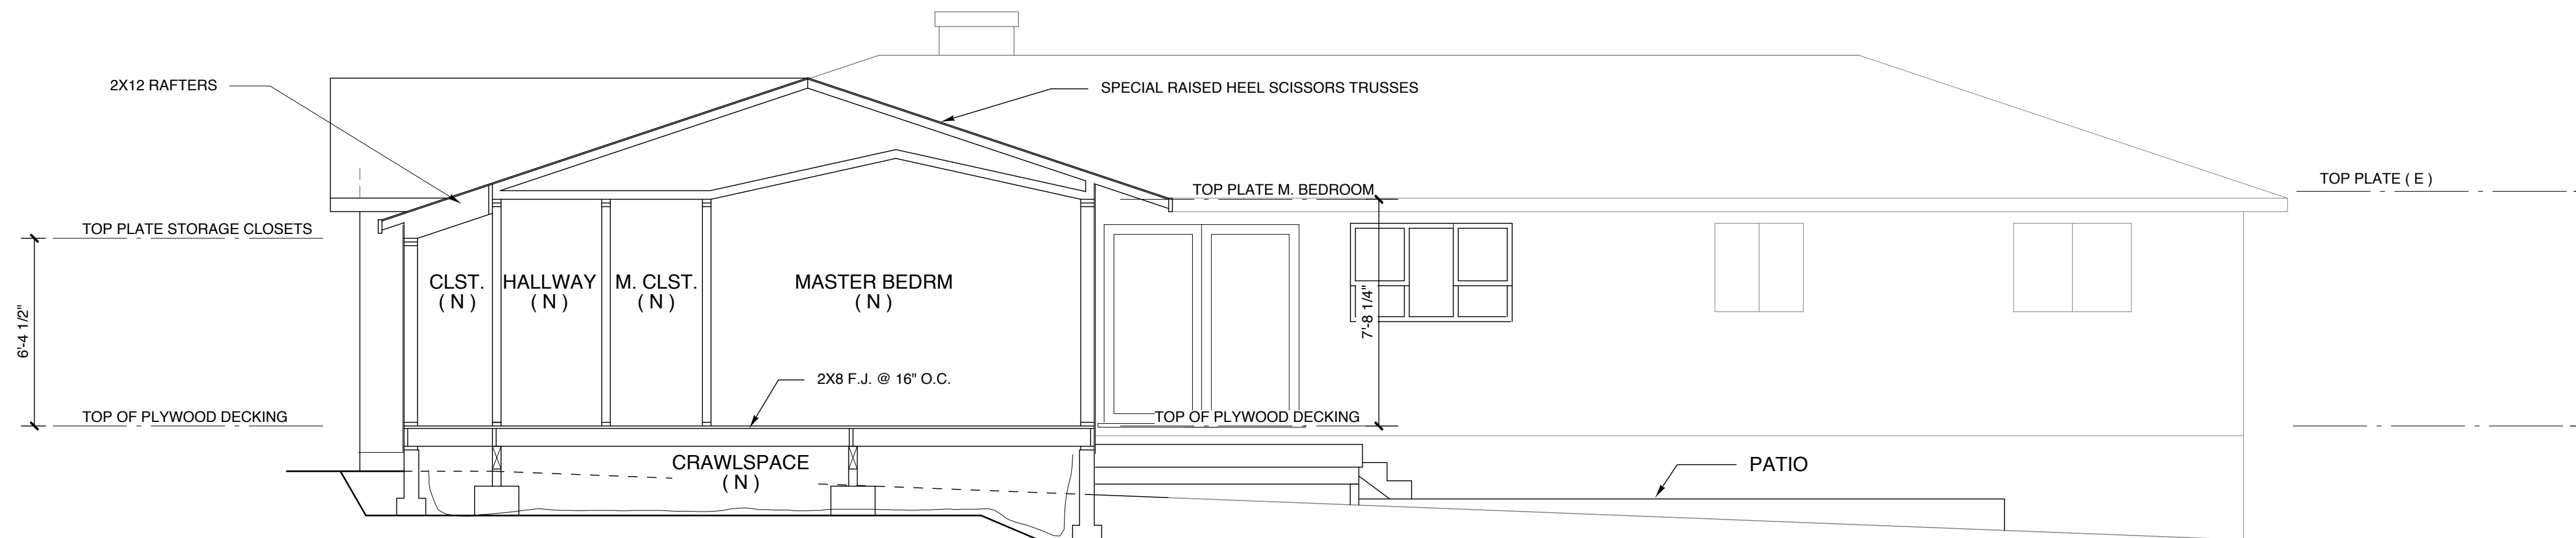 2X12 RAFTERS
SPECIAL RAISED HEEL SCISSORS TRUSSES
TOP PLATE ( E )
TOP PLATE M. BEDROOM
TOP PLATE STORAGE CLOSETS
CLST.
( N )
HALLWAY
( N )
M. CLST.
( N )
MASTER BEDRM
( N )
6'-4 1/2"
7'-8 1/4"
2X8 F.J. @ 16" O.C.
TOP OF PLYWOOD DECKING
TOP OF PLYWOOD DECKING
CRAWLSPACE
( N )
PATIO